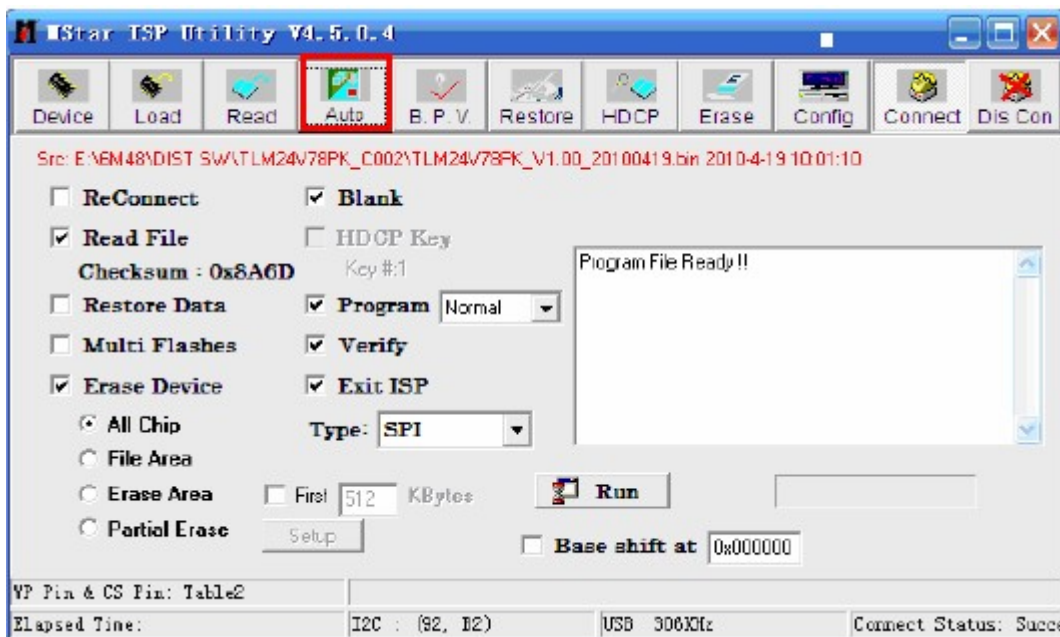 MStar ISP Utility V4.5.0.4
Device Load Read Auto B. P. V. Restore HDCP Erase Config Connect Dis Con
Src: E:\6M48\DIST SW\TLM24V78PK_C002\TLM24V78PK_V1.00_20100419.bin 2010-4-19 10:01:10
ReConnect
Blank
Read File
HDCP Key
Checksum : 0x8A6D
Key #:1
Program File Ready !!
Restore Data
Program Normal
Multi Flashes
Verify
Erase Device
Exit ISP
All Chip
Type: SPI
File Area
Erase Area
First 512 KBytes
Run
Partial Erase
Setup
Base shift at 0x000000
WP Pin & CS Pin: Table2
Elapsed Time:
I2C : (92, B2)
USB 306KHz
Connect Status: Succ